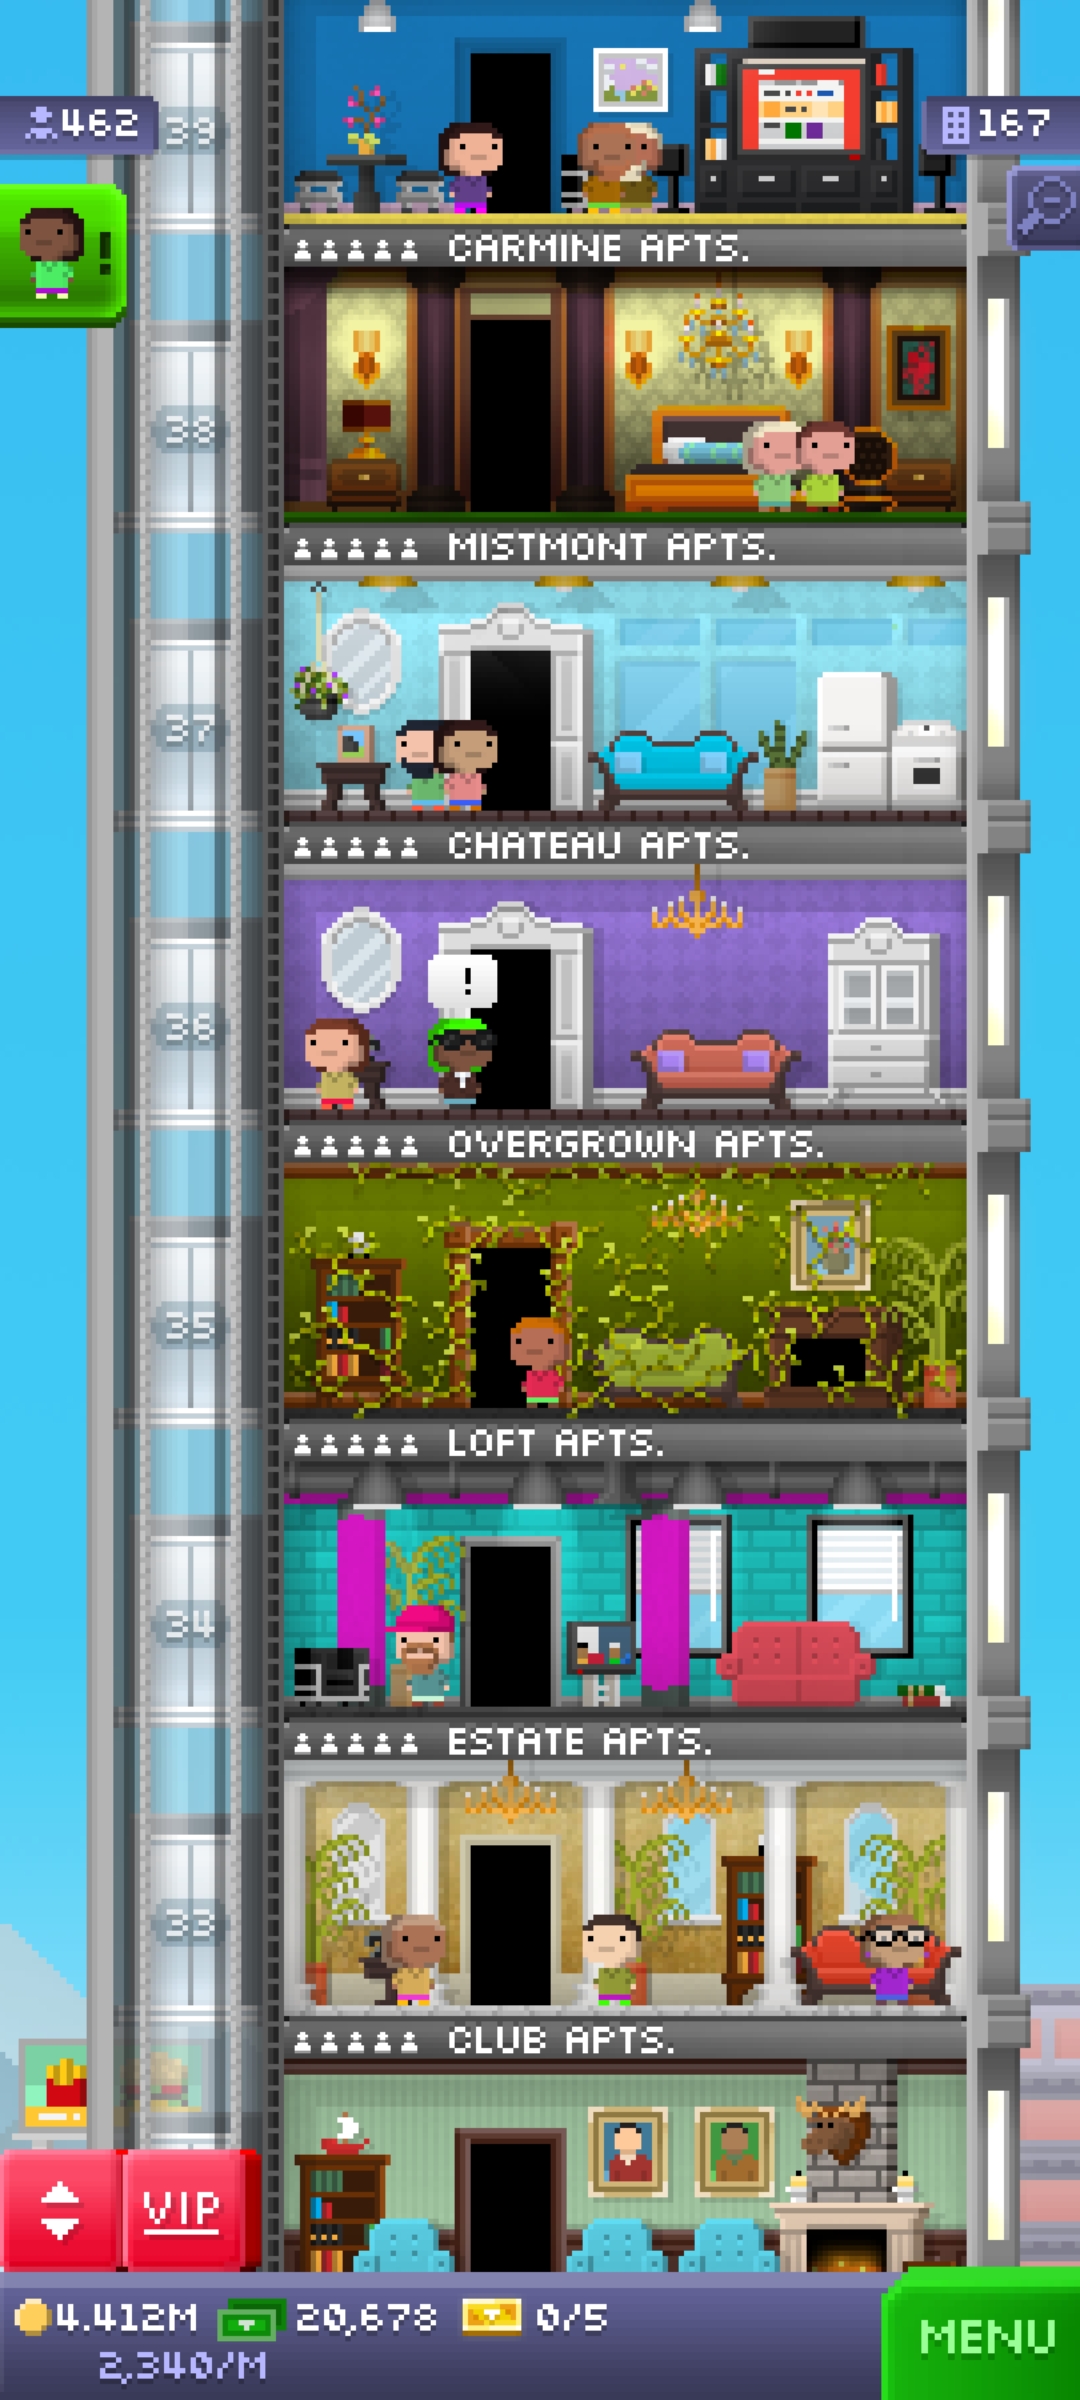 462
39
167
!
CARMINE APTS.
38
MISTMONT APTS.
37
CHATEAU APTS.
!
36
OVERGROWN APTS.
35
LOFT APTS.
34
ESTATE APTS.
33
CLUB APTS.
VIP
4.412M 20,678 0/5
2,340/M
MENU